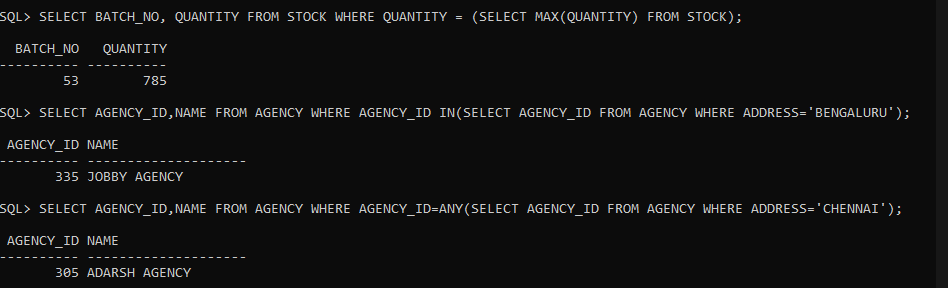 SQL> SELECT BATCH_NO, QUANTITY FROM STOCK WHERE QUANTITY = (SELECT MAX(QUANTITY) FROM STOCK);
  BATCH_NO   QUANTITY
---------- ----------
        53        785
SQL> SELECT AGENCY_ID,NAME FROM AGENCY WHERE AGENCY_ID IN(SELECT AGENCY_ID FROM AGENCY WHERE ADDRESS='BENGALURU');
 AGENCY_ID NAME
---------- --------------------
       335 JOBBY AGENCY
SQL> SELECT AGENCY_ID,NAME FROM AGENCY WHERE AGENCY_ID=ANY(SELECT AGENCY_ID FROM AGENCY WHERE ADDRESS='CHENNAI');
 AGENCY_ID NAME
---------- --------------------
       305 ADARSH AGENCY